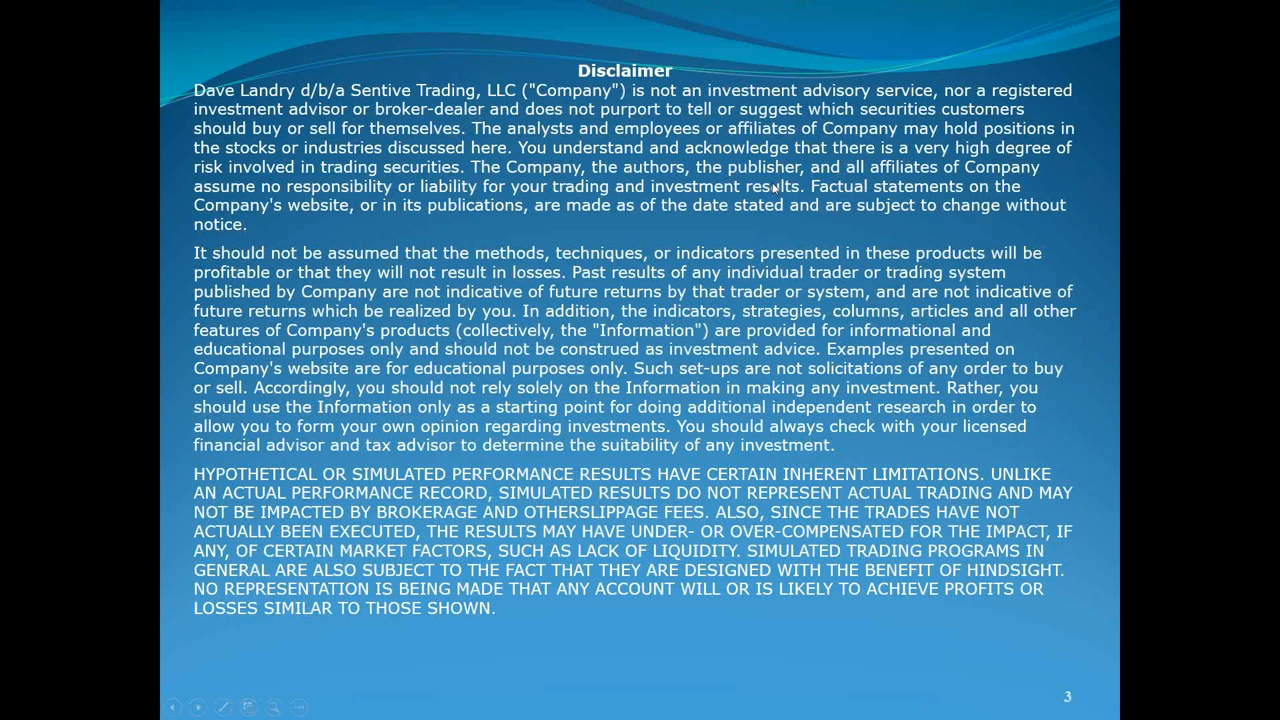 Disclaimer
Dave Landry d/b/a Sentive Trading, LLC ("Company") is not an investment advisory service, nor a registered
investment advisor or broker-dealer and does not purport to tell or suggest which securities customers
should buy or sell for themselves. The analysts and employees or affiliates of Company may hold positions in
the stocks or industries discussed here. You understand and acknowledge that there is a very high degree of
risk involved in trading securities. The Company, the authors, the publisher, and all affiliates of Company
assume no responsibility or liability for your trading and investment results. Factual statements on the
Company's website, or in its publications, are made as of the date stated and are subject to change without
notice.
It should not be assumed that the methods, techniques, or indicators presented in these products will be
profitable or that they will not result in losses. Past results of any individual trader or trading system
published by Company are not indicative of future returns by that trader or system, and are not indicative of
future returns which be realized by you. In addition, the indicators, strategies, columns, articles and all other
features of Company's products (collectively, the "Information") are provided for informational and
educational purposes only and should not be construed as investment advice. Examples presented on
Company's website are for educational purposes only. Such set-ups are not solicitations of any order to buy
or sell. Accordingly, you should not rely solely on the Information in making any investment. Rather, you
should use the Information only as a starting point for doing additional independent research in order to
allow you to form your own opinion regarding investments. You should always check with your licensed
financial advisor and tax advisor to determine the suitability of any investment.
HYPOTHETICAL OR SIMULATED PERFORMANCE RESULTS HAVE CERTAIN INHERENT LIMITATIONS. UNLIKE
AN ACTUAL PERFORMANCE RECORD, SIMULATED RESULTS DO NOT REPRESENT ACTUAL TRADING AND MAY
NOT BE IMPACTED BY BROKERAGE AND OTHERSLIPPAGE FEES. ALSO, SINCE THE TRADES HAVE NOT
ACTUALLY BEEN EXECUTED, THE RESULTS MAY HAVE UNDER- OR OVER-COMPENSATED FOR THE IMPACT, IF
ANY, OF CERTAIN MARKET FACTORS, SUCH AS LACK OF LIQUIDITY. SIMULATED TRADING PROGRAMS IN
GENERAL ARE ALSO SUBJECT TO THE FACT THAT THEY ARE DESIGNED WITH THE BENEFIT OF HINDSIGHT.
NO REPRESENTATION IS BEING MADE THAT ANY ACCOUNT WILL OR IS LIKELY TO ACHIEVE PROFITS OR
LOSSES SIMILAR TO THOSE SHOWN.
3